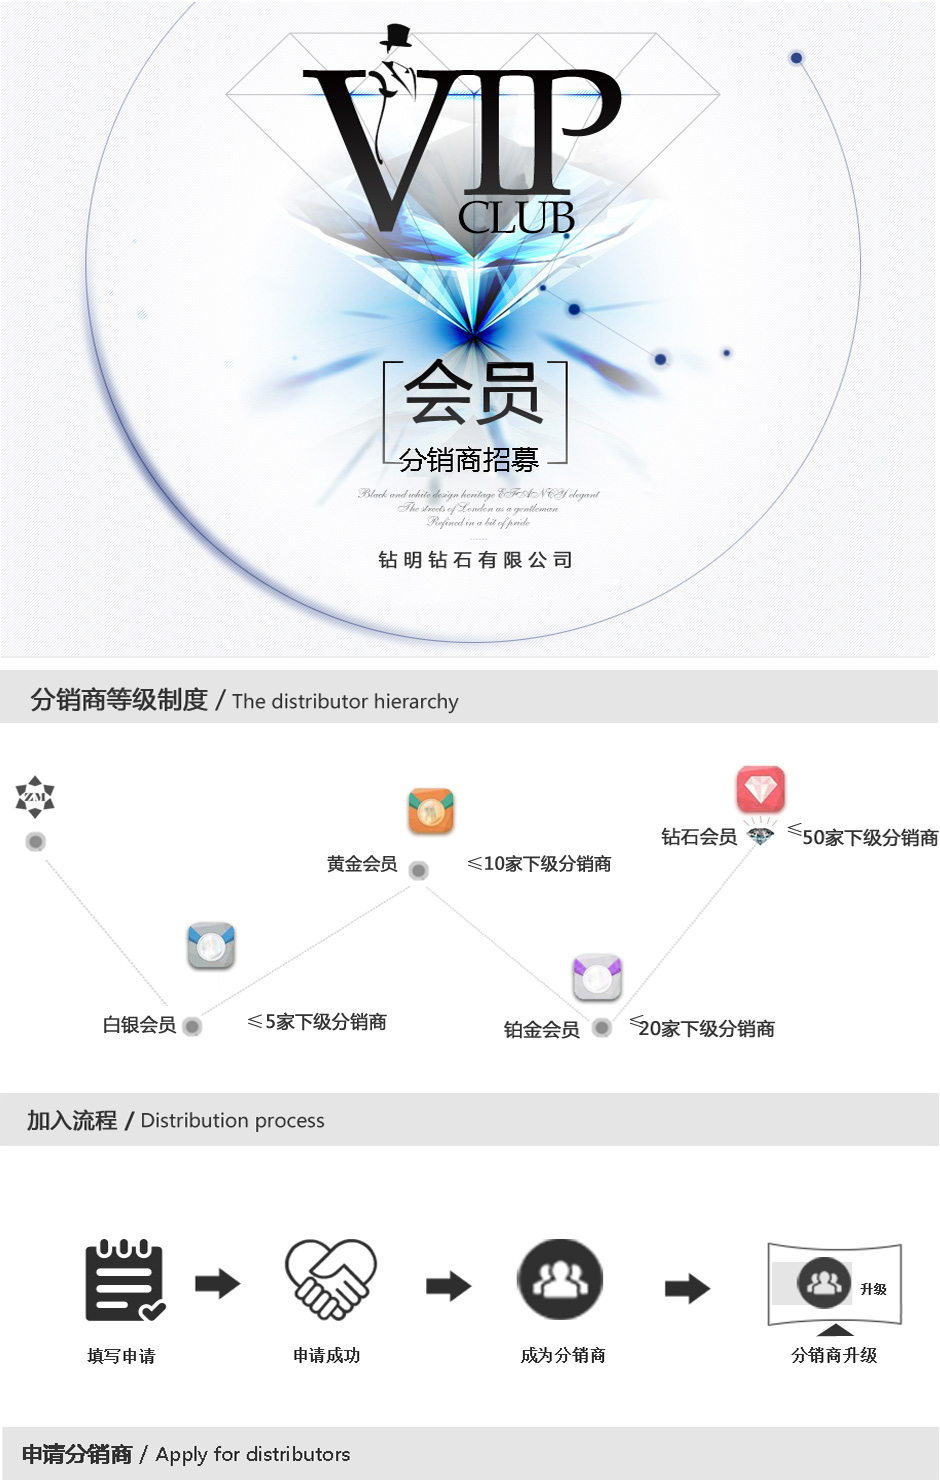 VIP
CLUB
会员
分销商招募
Black and white design heritage EFANCY elegant
The streets of London as a gentleman
Refined in a bit of pride
......
钻明钻石有限公司
分销商等级制度 / The distributor hierarchy
ZM
钻石会员 ≤50家下级分销商
黄金会员 ≤10家下级分销商
白银会员 ≤5家下级分销商
铂金会员 ≤20家下级分销商
加入流程 / Distribution process
升级
填写申请 申请成功 成为分销商 分销商升级
申请分销商 / Apply for distributors